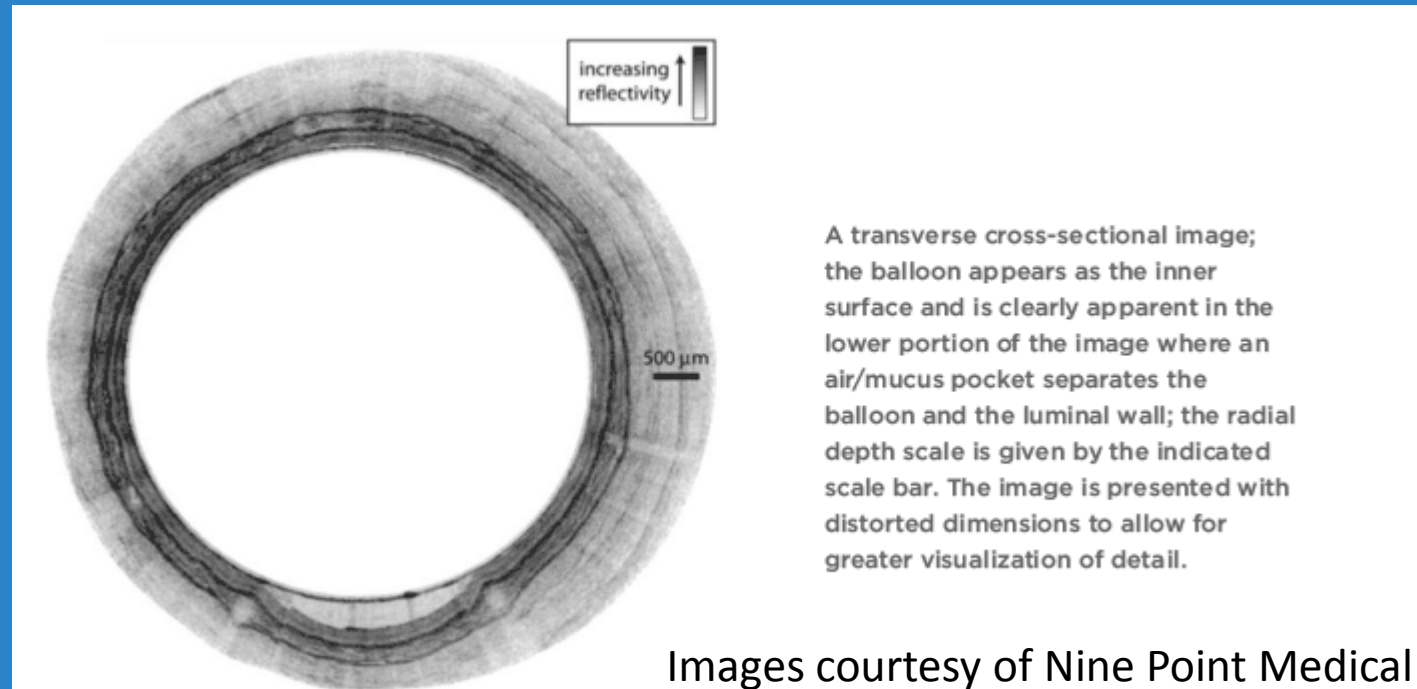 increasing
reflectivity
500 μm
A transverse cross-sectional image;
the balloon appears as the inner
surface and is clearly apparent in the
lower portion of the image where an
air/mucus pocket separates the
balloon and the luminal wall; the radial
depth scale is given by the indicated
scale bar. The image is presented with
distorted dimensions to allow for
greater visualization of detail.
Images courtesy of Nine Point Medical